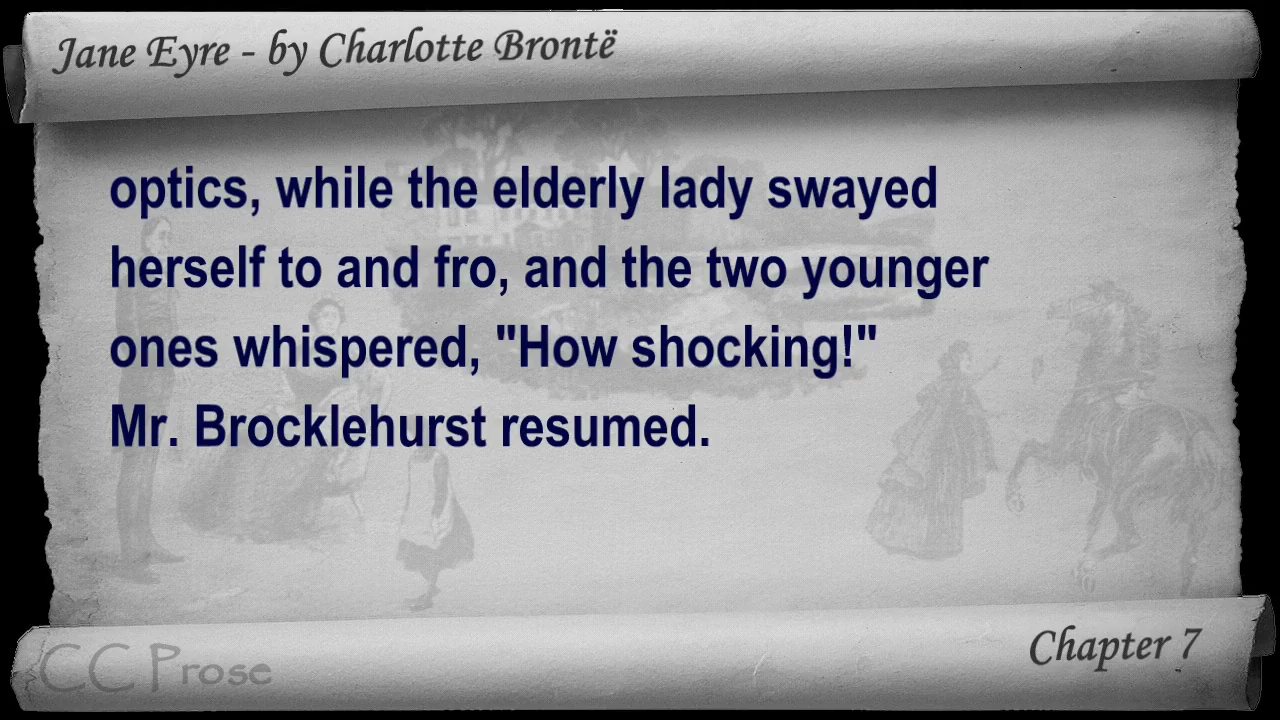 Jane Eyre - by Charlotte Brontë
optics, while the elderly lady swayed
herself to and fro, and the two younger
ones whispered, "How shocking!"
Mr. Brocklehurst resumed.
Chapter 7
CC Prose